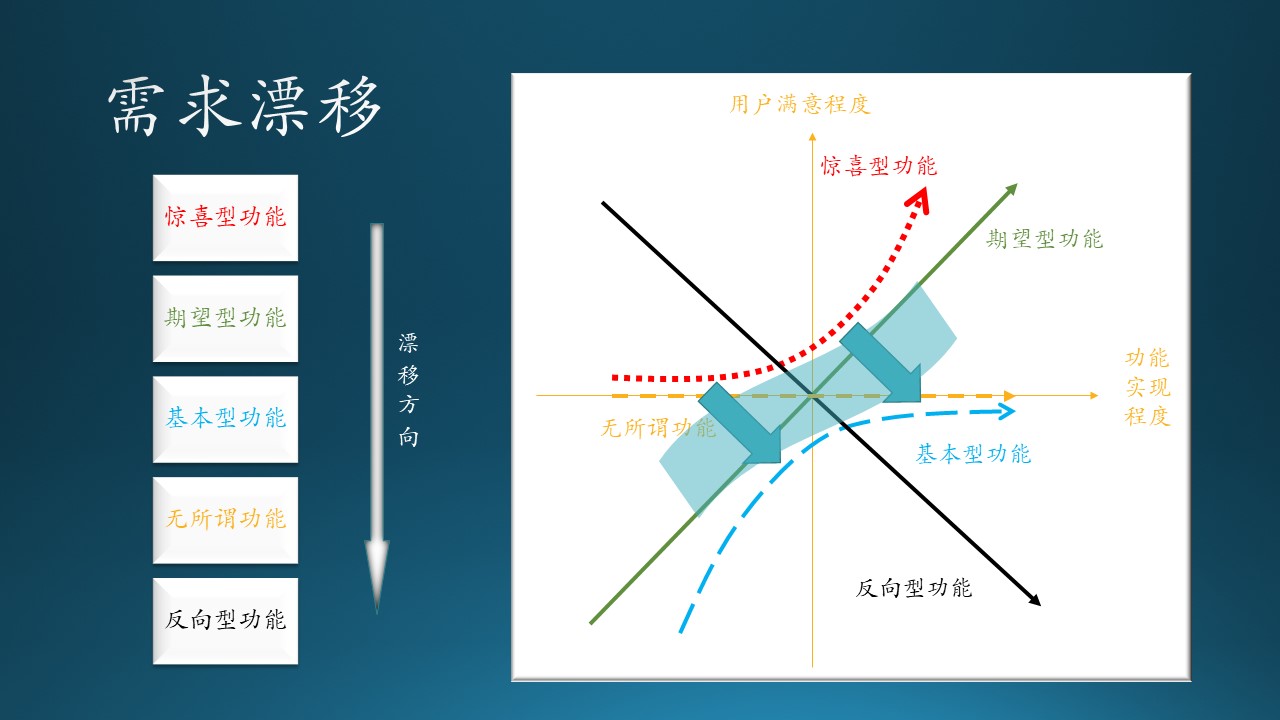 需求漂移
惊喜型功能
期望型功能
基本型功能
无所谓功能
反向型功能
漂
移
方
向
用户满意程度
惊喜型功能
期望型功能
功能
实现
程度
无所谓功能
基本型功能
反向型功能